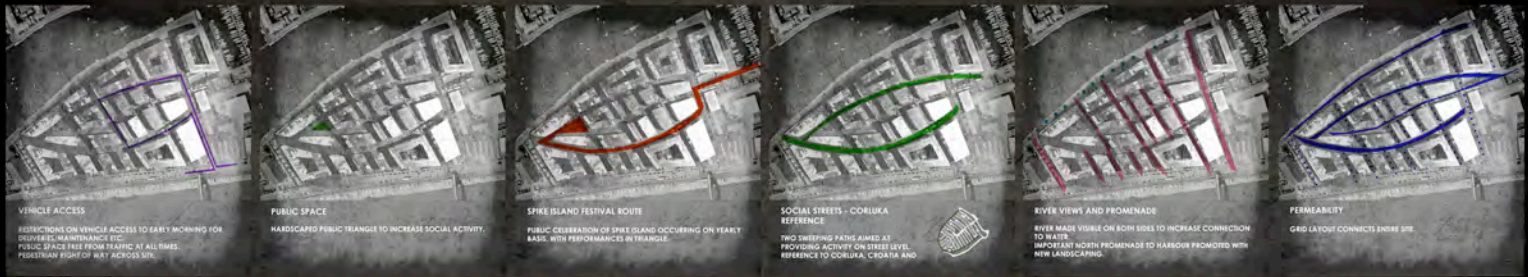 VEHICLE ACCESS
RESTRICTIONS ON VEHICLE ACCESS TO EARLY MORNING FOR
DELIVERIES, MAINTENANCE ETC.
PUBLIC SPACE FREE FROM TRAFFIC AT ALL TIMES.
PEDESTRIAN RIGHT OF WAY ACROSS SITE.
PUBLIC SPACE
HARDSCAPED PUBLIC TRIANGLE TO INCREASE SOCIAL ACTIVITY.
SPIKE ISLAND FESTIVAL ROUTE
PUBLIC CELEBRATION OF SPIKE ISLAND OCCURRING ON YEARLY
BASIS, WITH PERFORMANCES IN TRIANGLE.
SOCIAL STREETS - CORLUKA
REFERENCE
TWO SWEEPING PATHS AIMED AT
PROVIDING ACTIVITY ON STREET LEVEL.
REFERENCE TO CORLUKA, CROATIA AND
RIVER VIEWS AND PROMENADE
RIVER MADE VISIBLE ON BOTH SIDES TO INCREASE CONNECTION
TO WATER
IMPORTANT NORTH PROMENADE TO HARBOUR PROMOTED WITH
NEW LANDSCAPING.
PERMEABILITY
GRID LAYOUT CONNECTS ENTIRE SITE.